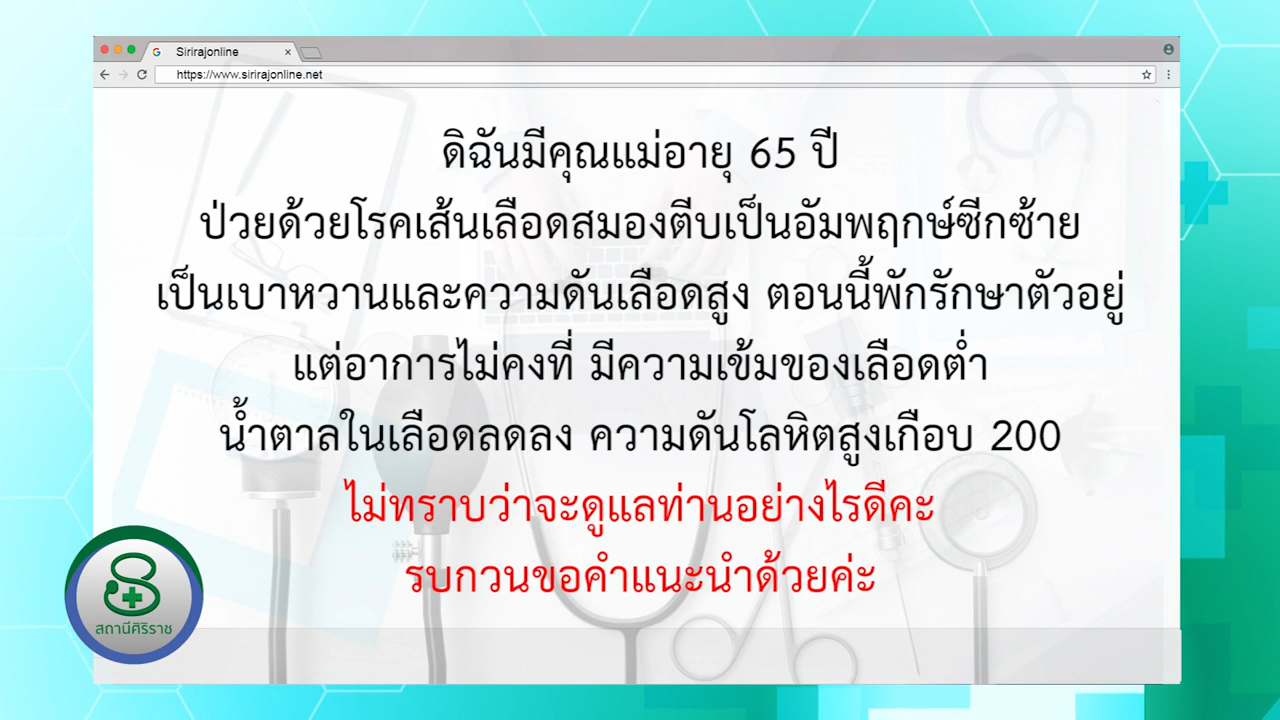 Sirirajonline
https://www.sirirajonline.net
ดิฉันมีคุณแม่อายุ 65 ปี
ป่วยด้วยโรคเส้นเลือดสมองตีบเป็นอัมพฤกษ์ซีกซ้าย
เป็นเบาหวานและความดันเลือดสูง ตอนนี้พักรักษาตัวอยู่
แต่อาการไม่คงที่ มีความเข้มของเลือดต่ำ
น้ำตาลในเลือดลดลง ความดันโลหิตสูงเกือบ 200
ไม่ทราบว่าจะดูแลท่านอย่างไรดีคะ
รบกวนขอคำแนะนำด้วยค่ะ
สถานีศิริราช